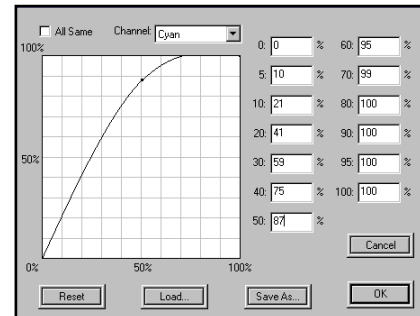 All Same Channel: Cyan
100%
50%
0% 50% 100%
0: 0 % 60: 95 %
5: 10 % 70: 99 %
10: 21 % 80: 100 %
20: 41 % 90: 100 %
30: 59 % 95: 100 %
40: 75 % 100: 100 %
50: 87 %
Cancel
Reset Load... Save As... OK